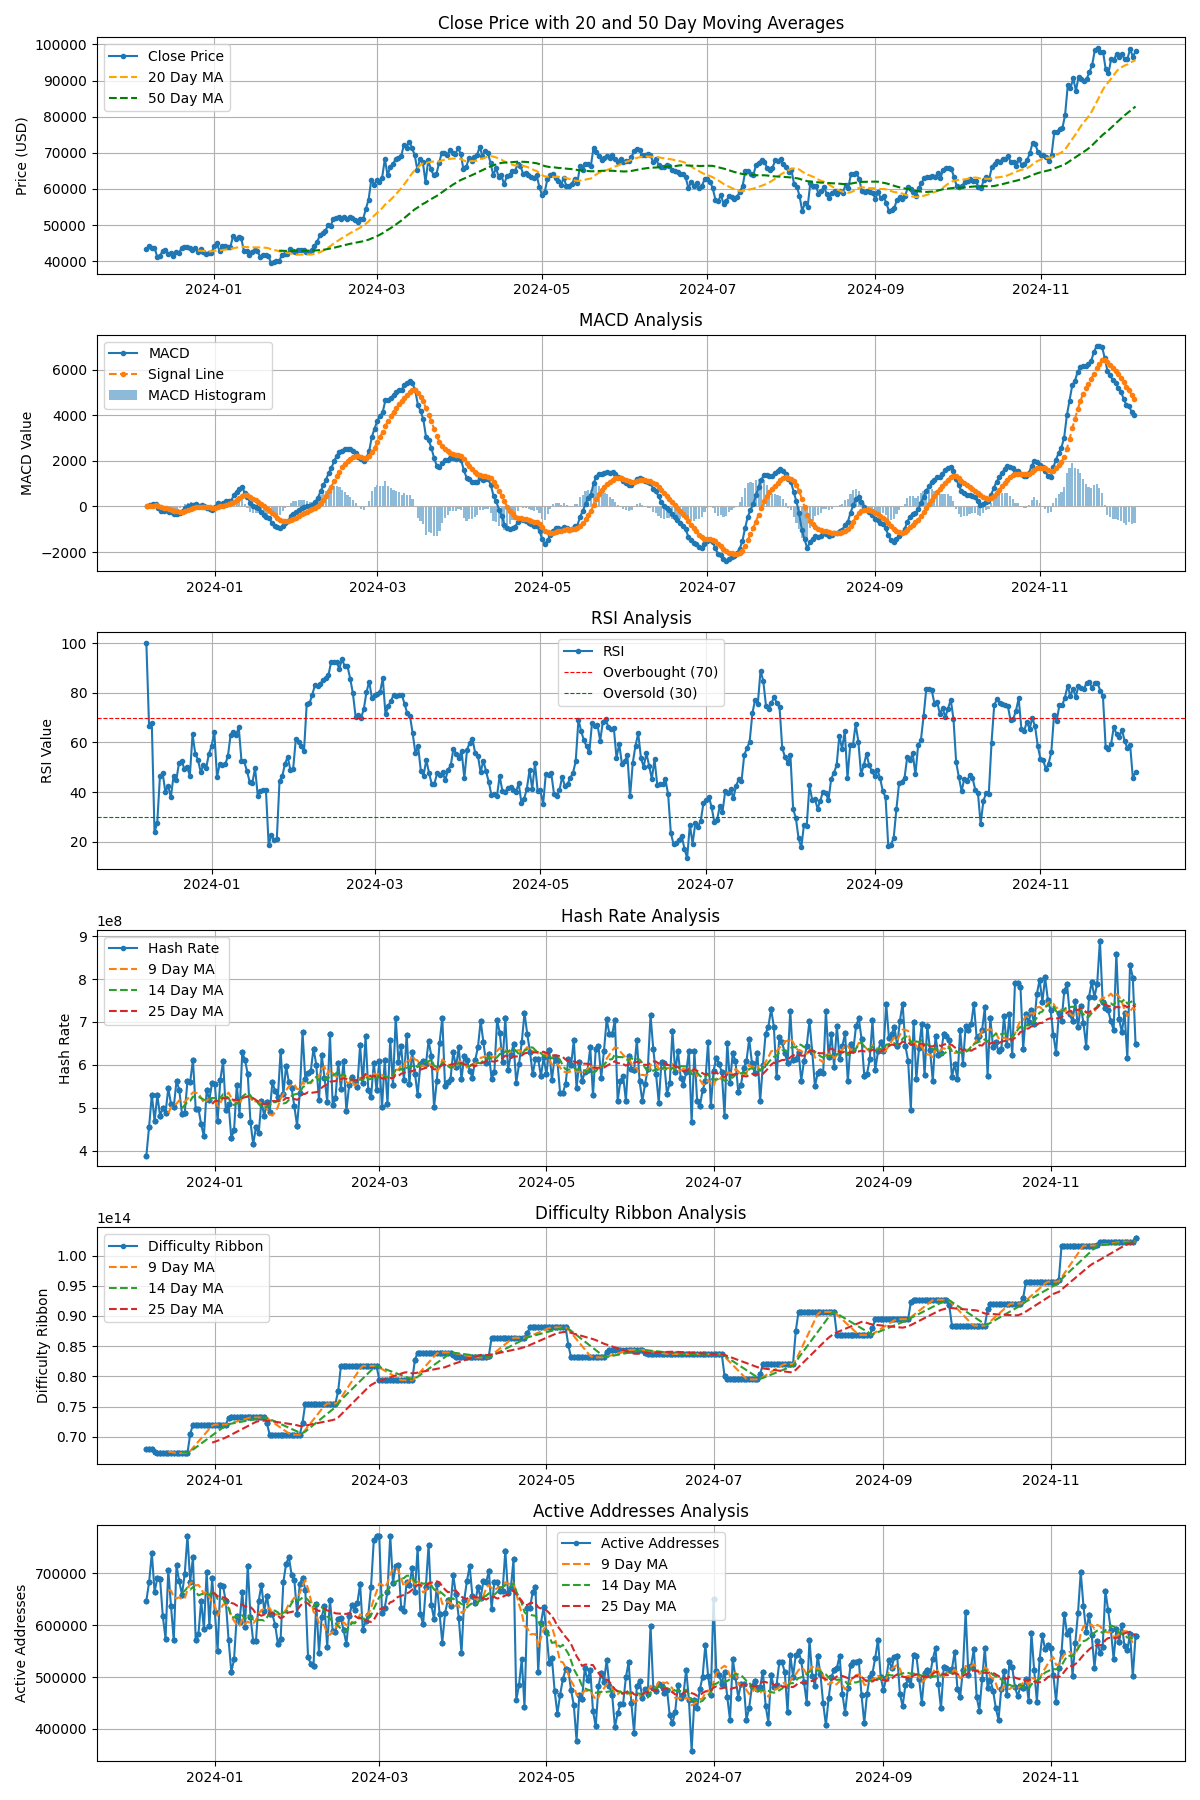 Close Price with 20 and 50 Day Moving Averages
Price (USD)
100000
90000
80000
70000
60000
50000
40000
Close Price
20 Day MA
50 Day MA
2024-01
2024-03
2024-05
2024-07
2024-09
2024-11
MACD Analysis
MACD Value
6000
4000
2000
0
−2000
MACD
Signal Line
MACD Histogram
2024-01
2024-03
2024-05
2024-07
2024-09
2024-11
RSI Analysis
RSI Value
100
80
60
40
20
RSI
Overbought (70)
Oversold (30)
2024-01
2024-03
2024-05
2024-07
2024-09
2024-11
Hash Rate Analysis
1e8
Hash Rate
9
8
7
6
5
4
Hash Rate
9 Day MA
14 Day MA
25 Day MA
2024-01
2024-03
2024-05
2024-07
2024-09
2024-11
Difficulty Ribbon Analysis
1e14
Difficulty Ribbon
1.00
0.95
0.90
0.85
0.80
0.75
0.70
Difficulty Ribbon
9 Day MA
14 Day MA
25 Day MA
2024-01
2024-03
2024-05
2024-07
2024-09
2024-11
Active Addresses Analysis
Active Addresses
700000
600000
500000
400000
Active Addresses
9 Day MA
14 Day MA
25 Day MA
2024-01
2024-03
2024-05
2024-07
2024-09
2024-11